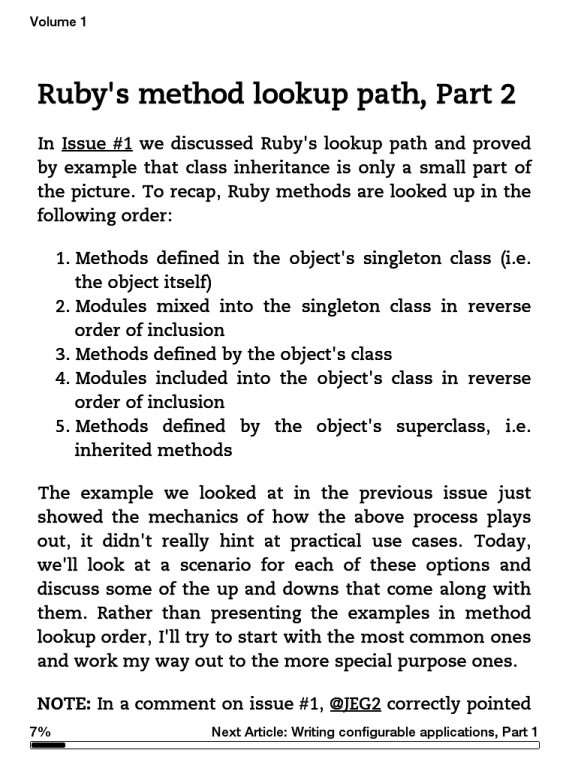 Volume 1
Ruby's method lookup path, Part 2
In Issue #1 we discussed Ruby's lookup path and proved
by example that class inheritance is only a small part of
the picture. To recap, Ruby methods are looked up in the
following order:
1. Methods defined in the object's singleton class (i.e.
the object itself)
2. Modules mixed into the singleton class in reverse
order of inclusion
3. Methods defined by the object's class
4. Modules included into the object's class in reverse
order of inclusion
5. Methods defined by the object's superclass, i.e.
inherited methods
The example we looked at in the previous issue just
showed the mechanics of how the above process plays
out, it didn't really hint at practical use cases. Today,
we'll look at a scenario for each of these options and
discuss some of the up and downs that come along with
them. Rather than presenting the examples in method
lookup order, I'll try to start with the most common ones
and work my way out to the more special purpose ones.
NOTE: In a comment on issue #1, @JEG2 correctly pointed
7% Next Article: Writing configurable applications, Part 1